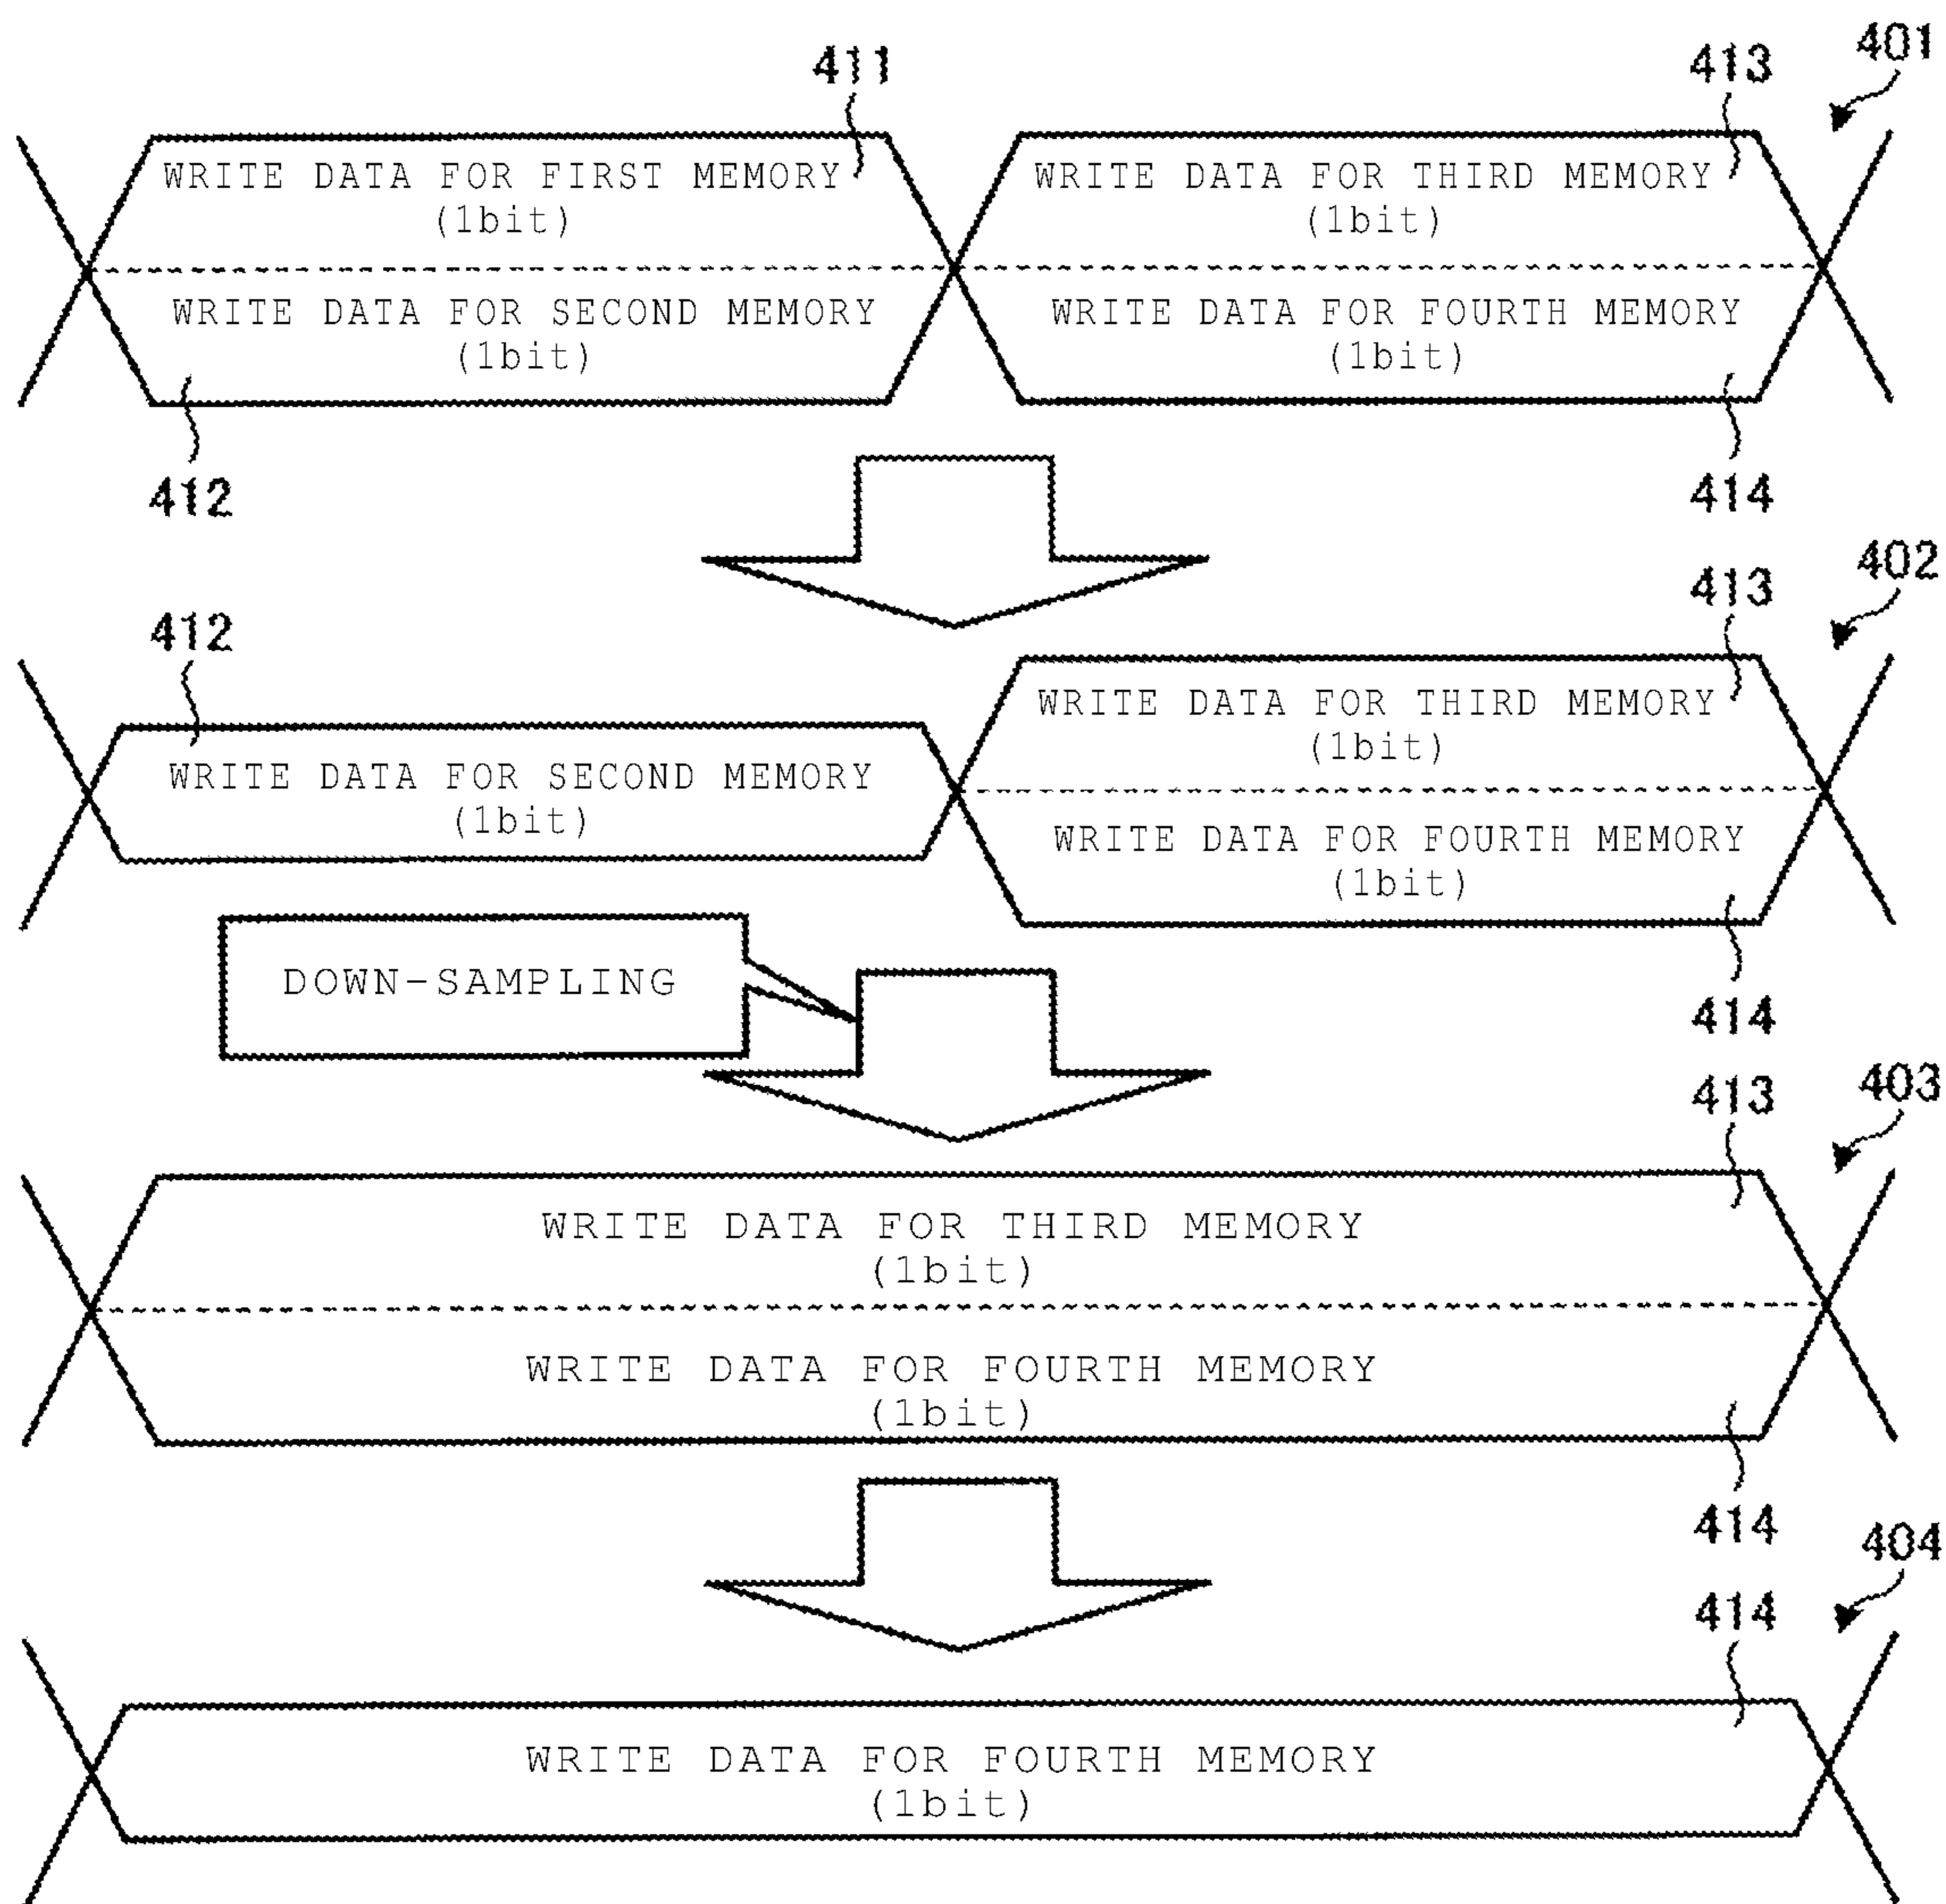 401
411
413
WRITE DATA FOR FIRST MEMORY
(1bit)
WRITE DATA FOR THIRD MEMORY
(1bit)
WRITE DATA FOR SECOND MEMORY
(1bit)
WRITE DATA FOR FOURTH MEMORY
(1bit)
412
414
402
413
412
WRITE DATA FOR THIRD MEMORY
(1bit)
WRITE DATA FOR SECOND MEMORY
(1bit)
WRITE DATA FOR FOURTH MEMORY
(1bit)
DOWN-SAMPLING
414
403
413
WRITE DATA FOR THIRD MEMORY
(1bit)
WRITE DATA FOR FOURTH MEMORY
(1bit)
414
404
414
WRITE DATA FOR FOURTH MEMORY
(1bit)